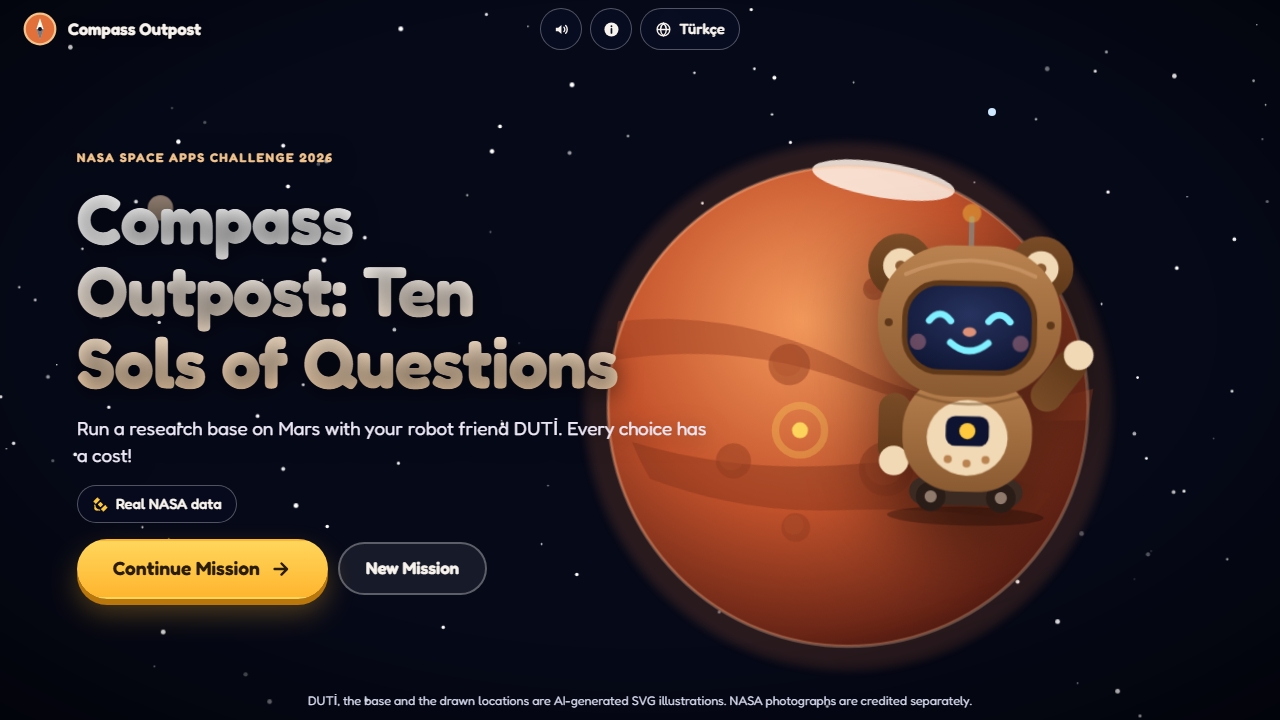 Compass Outpost
Türkçe
NASA SPACE APPS CHALLENGE 2026
Compass
Outpost: Ten
Sols of Questions
Run a research base on Mars with your robot friend DUTİ. Every choice has
a cost!
Real NASA data
Continue Mission →
New Mission
DUTİ, the base and the drawn locations are AI-generated SVG illustrations. NASA photographs are credited separately.